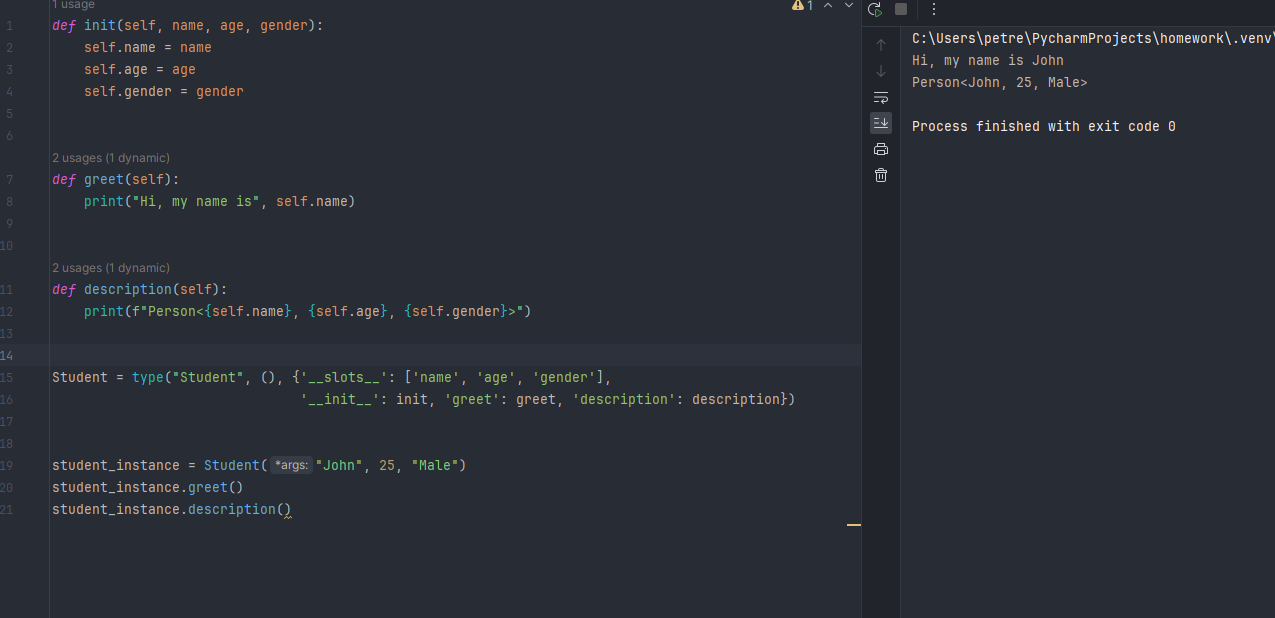 1 usage
1
1 def init(self, name, age, gender):
2 self.name = name
3 self.age = age
4 self.gender = gender
5
6
2 usages (1 dynamic)
7 def greet(self):
8 print("Hi, my name is", self.name)
9
10
2 usages (1 dynamic)
11 def description(self):
12 print(f"Person<{self.name}, {self.age}, {self.gender}>")
13
14
15 Student = type("Student", (), {'__slots__': ['name', 'age', 'gender'],
16 '__init__': init, 'greet': greet, 'description': description})
17
18
19 student_instance = Student( *args: "John", 25, "Male")
20 student_instance.greet()
21 student_instance.description()
C:\Users\petre\PycharmProjects\homework\.venv\
Hi, my name is John
Person<John, 25, Male>
Process finished with exit code 0